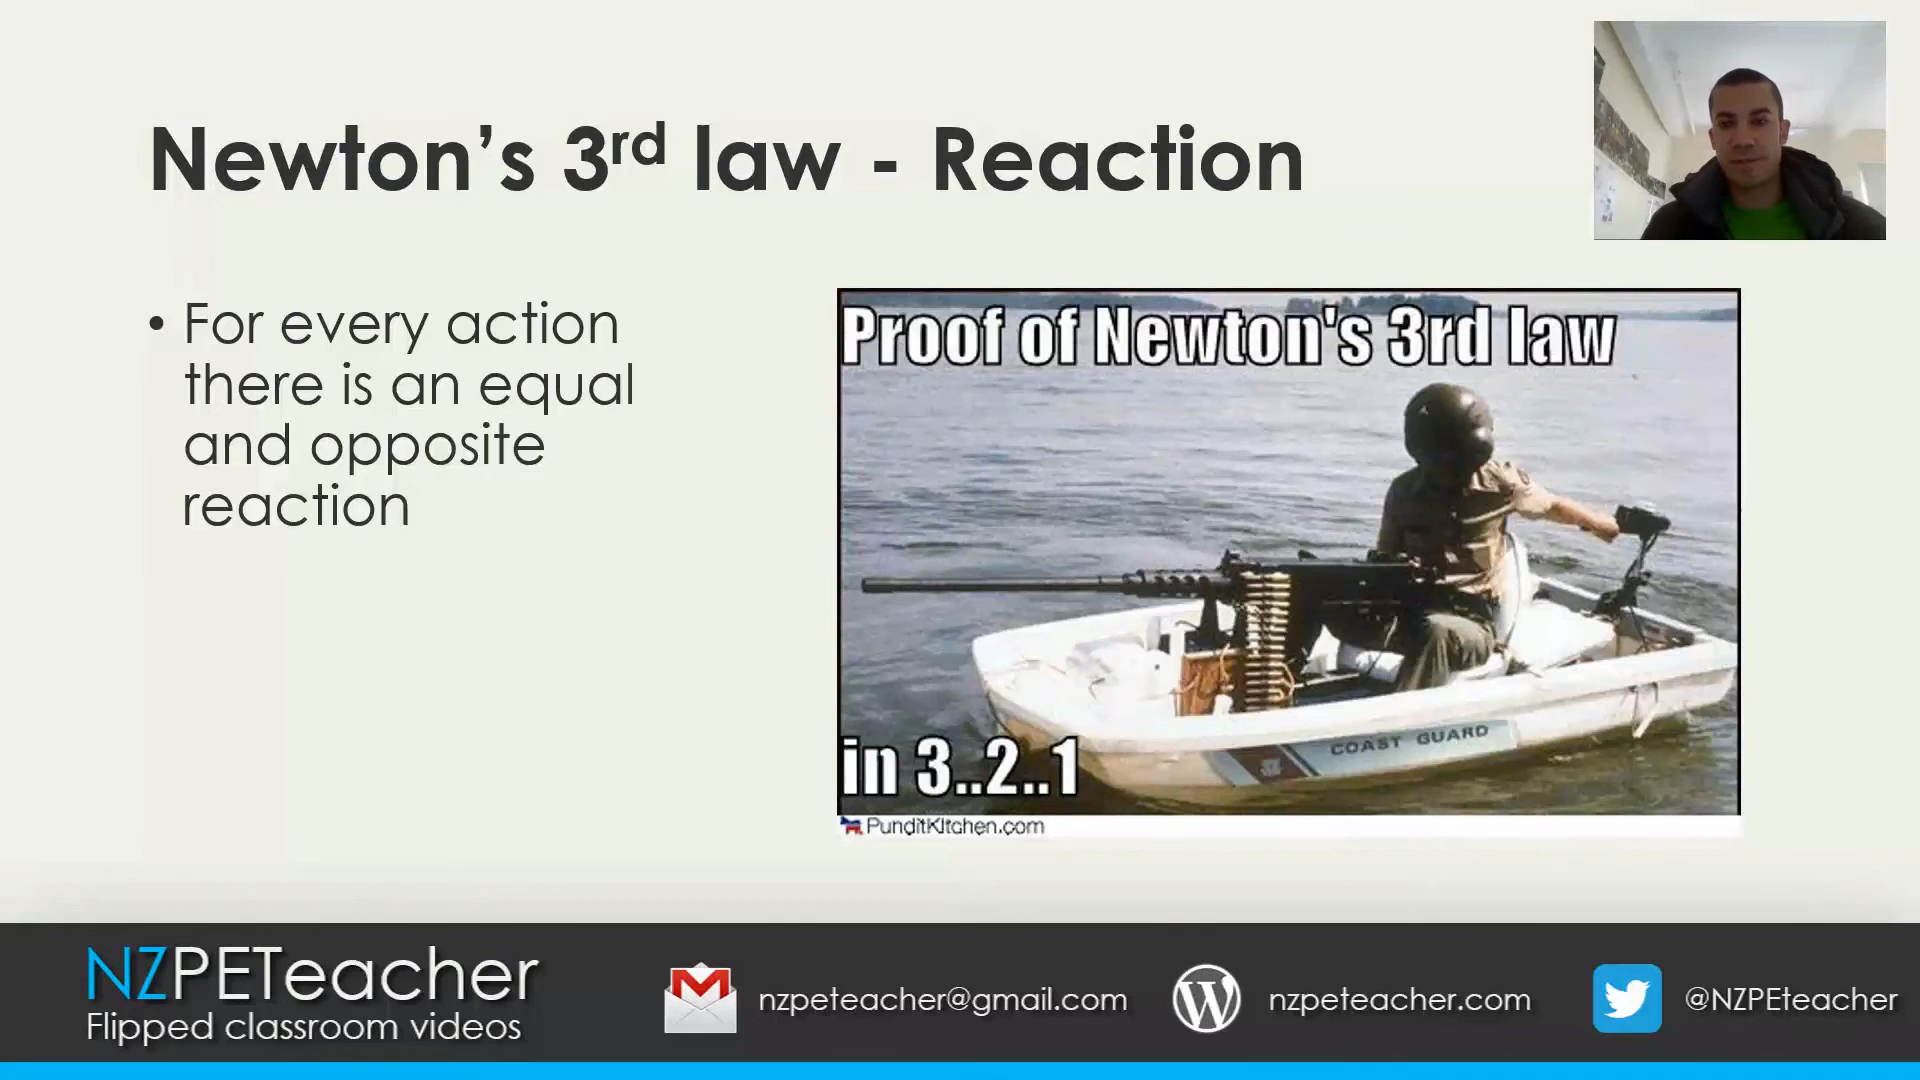 Newton's 3rd law - Reaction
• For every action
there is an equal
and opposite
reaction
Proof of Newton's 3rd law
COAST GUARD
in 3..2..1
PunditKitchen.com
NZPETeacher
Flipped classroom videos
nzpeteacher@gmail.com
nzpeteacher.com
@NZPEteacher